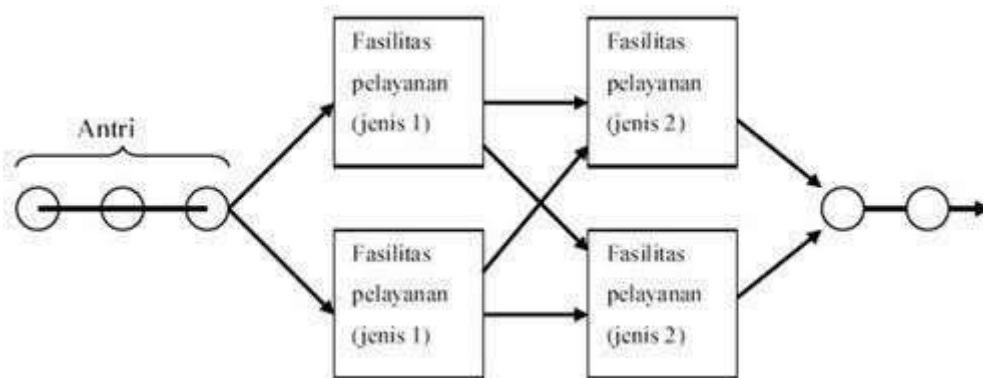 Antri
Fasilitas
pelayanan
(jenis 1)
Fasilitas
pelayanan
(jenis 2)
Fasilitas
pelayanan
(jenis 1)
Fasilitas
pelayanan
(jenis 2)